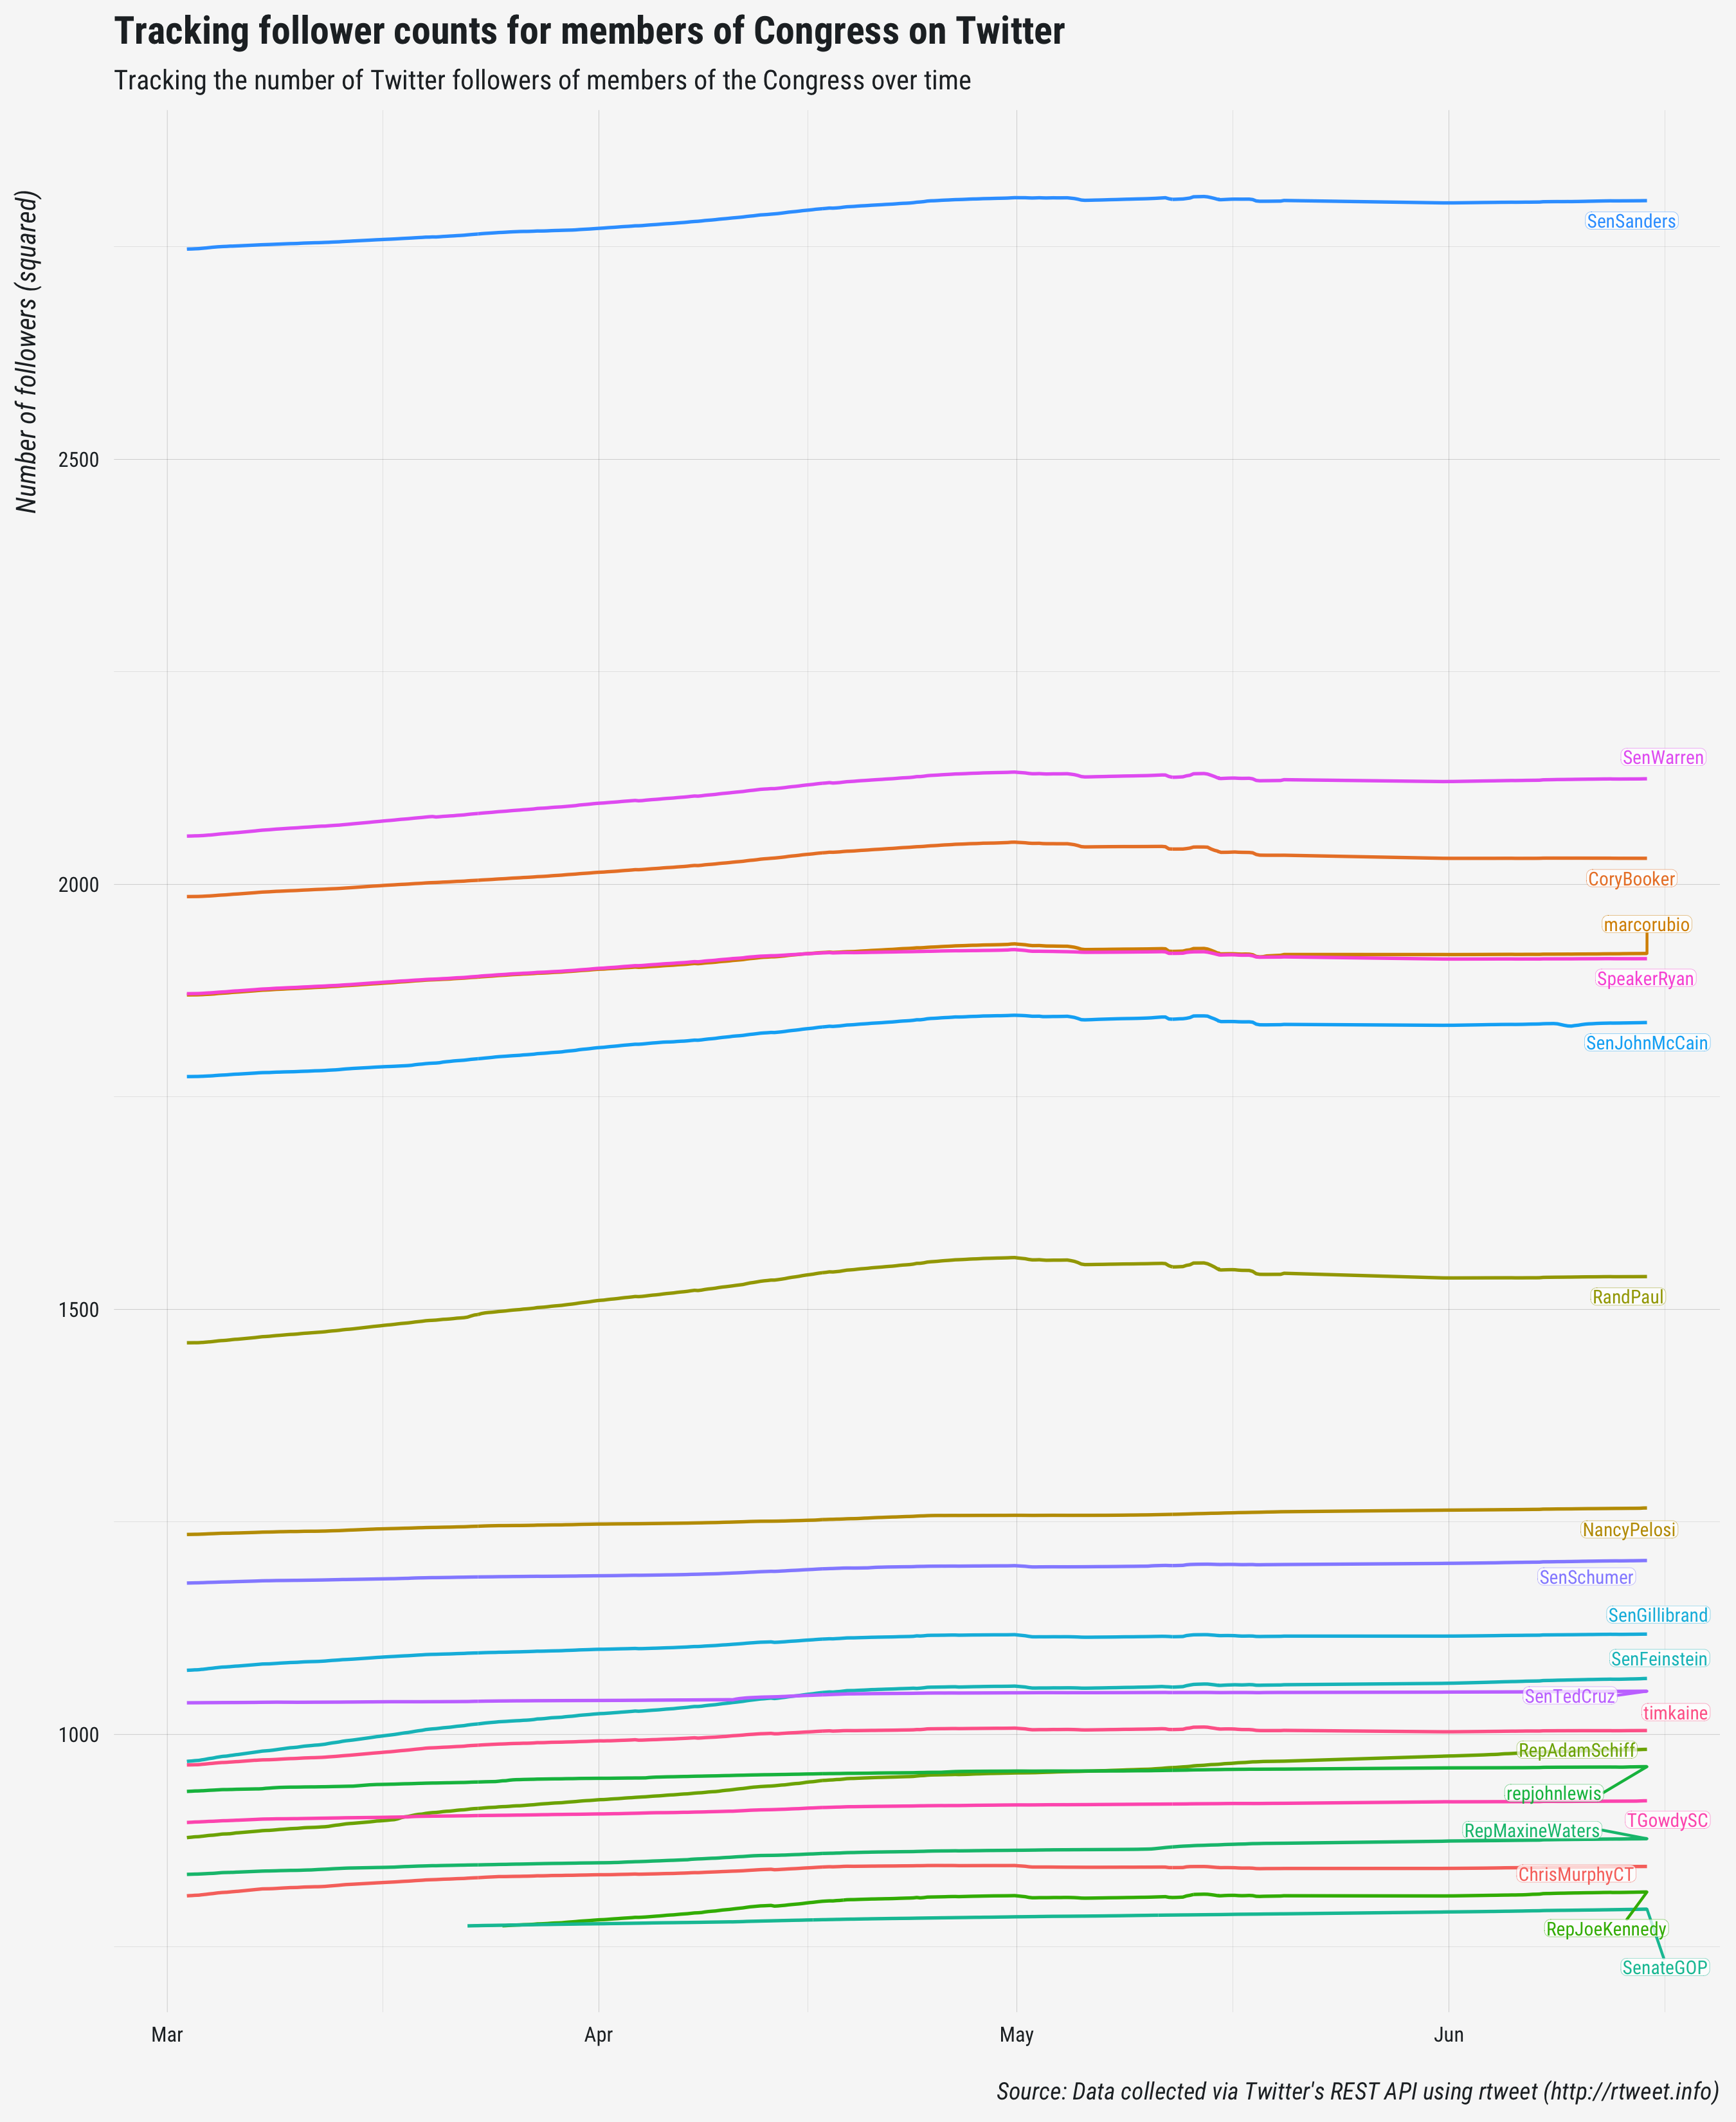 Tracking follower counts for members of Congress on Twitter
Tracking the number of Twitter followers of members of the Congress over time
Number of followers (squared)
SenSanders
2500
SenWarren
2000
CoryBooker
marcorubio
SpeakerRyan
SenJohnMcCain
RandPaul
1500
NancyPelosi
SenSchumer
SenGillibrand
SenFeinstein
SenTedCruz
timkaine
1000
RepAdamSchiff
repjohnlewis
TGowdySC
RepMaxineWaters
ChrisMurphyCT
RepJoeKennedy
SenateGOP
Mar
Apr
May
Jun
Source: Data collected via Twitter's REST API using rtweet (http://rtweet.info)